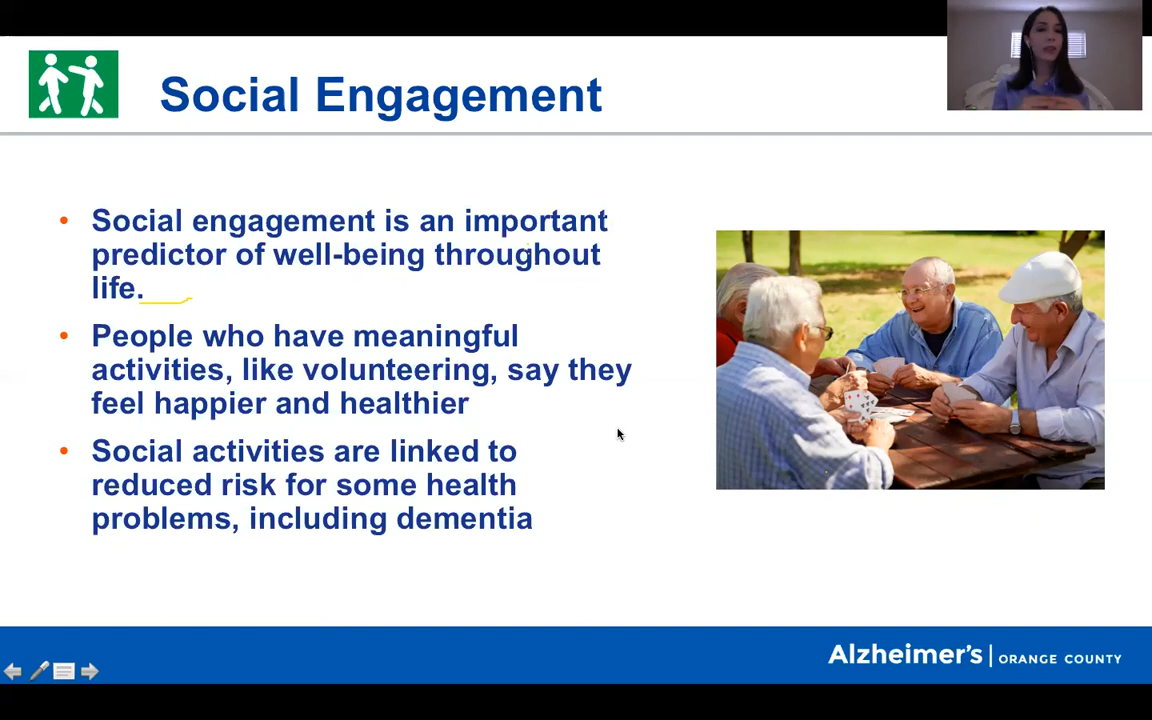 Social Engagement
• Social engagement is an important
predictor of well-being throughout
life.
• People who have meaningful
activities, like volunteering, say they
feel happier and healthier
• Social activities are linked to
reduced risk for some health
problems, including dementia
Alzheimer's | ORANGE COUNTY